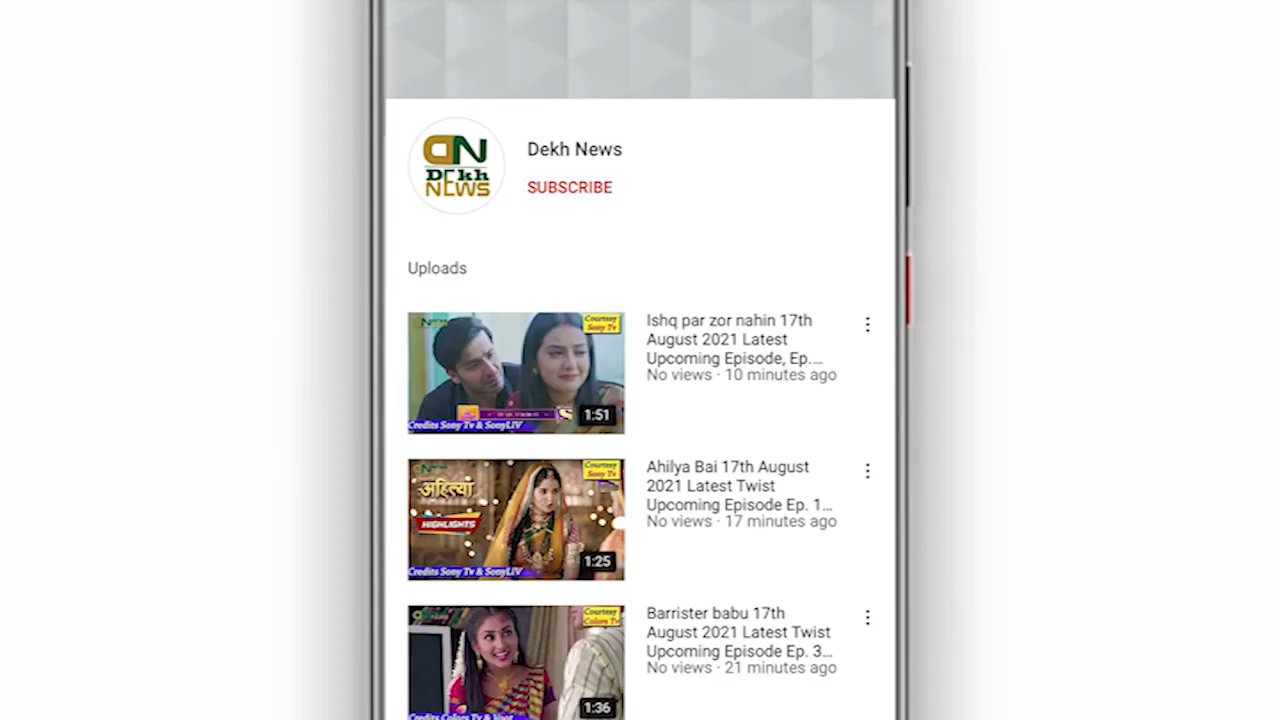 DN
Dekh
NEWS
Dekh News
SUBSCRIBE
Uploads
Courtesy
Sony Tv
1:51
Credits Sony Tv & SonyLIV
Ishq par zor nahin 17th
August 2021 Latest
Upcoming Episode, Ep....
No views · 10 minutes ago
Courtesy
Sony Tv
अहिल्या
HIGHLIGHTS
1:25
Credits Sony Tv & SonyLIV
Ahilya Bai 17th August
2021 Latest Twist
Upcoming Episode Ep. 1...
No views · 17 minutes ago
Courtesy
Colors Tv
1:36
Credits Colors Tv & Voot
Barrister babu 17th
August 2021 Latest Twist
Upcoming Episode Ep. 3...
No views · 21 minutes ago